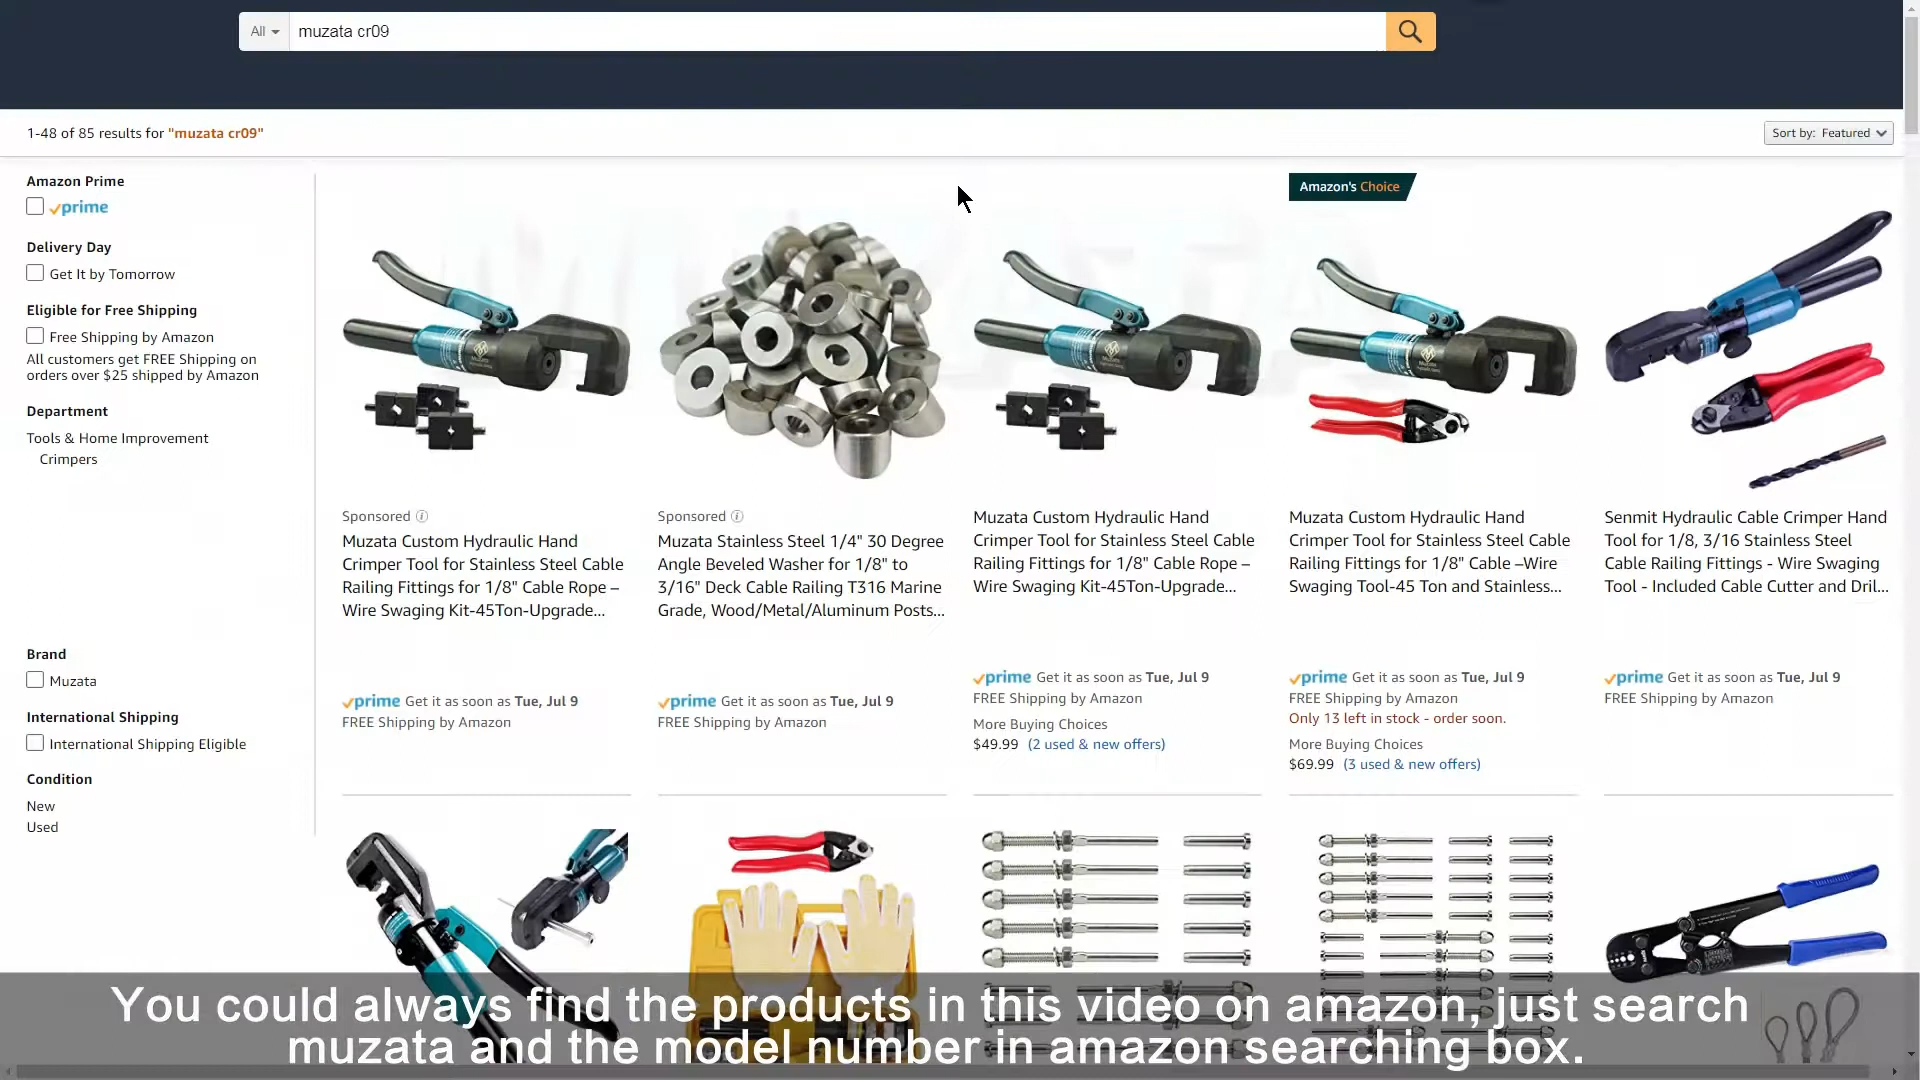 All
muzata cr09
1-48 of 85 results for "muzata cr09"
Sort by: Featured
Amazon Prime
prime
Delivery Day
Get It by Tomorrow
Eligible for Free Shipping
Free Shipping by Amazon
All customers get FREE Shipping on
orders over $25 shipped by Amazon
Department
Tools & Home Improvement
Crimpers
Brand
Muzata
International Shipping
International Shipping Eligible
Condition
New
Used
Sponsored
Muzata Custom Hydraulic Hand
Crimper Tool for Stainless Steel Cable
Railing Fittings for 1/8" Cable Rope –
Wire Swaging Kit-45Ton-Upgrade...
prime Get it as soon as Tue, Jul 9
FREE Shipping by Amazon
Sponsored
Muzata Stainless Steel 1/4" 30 Degree
Angle Beveled Washer for 1/8" to
3/16" Deck Cable Railing T316 Marine
Grade, Wood/Metal/Aluminum Posts...
prime Get it as soon as Tue, Jul 9
FREE Shipping by Amazon
Muzata Custom Hydraulic Hand
Crimper Tool for Stainless Steel Cable
Railing Fittings for 1/8" Cable Rope –
Wire Swaging Kit-45Ton-Upgrade...
prime Get it as soon as Tue, Jul 9
FREE Shipping by Amazon
More Buying Choices
$49.99 (2 used & new offers)
Amazon's Choice
Muzata Custom Hydraulic Hand
Crimper Tool for Stainless Steel Cable
Railing Fittings for 1/8" Cable –Wire
Swaging Tool-45 Ton and Stainless...
prime Get it as soon as Tue, Jul 9
FREE Shipping by Amazon
Only 13 left in stock - order soon.
More Buying Choices
$69.99 (3 used & new offers)
Senmit Hydraulic Cable Crimper Hand
Tool for 1/8, 3/16 Stainless Steel
Cable Railing Fittings - Wire Swaging
Tool - Included Cable Cutter and Dril...
prime Get it as soon as Tue, Jul 9
FREE Shipping by Amazon
You could always find the products in this video on amazon, just search
muzata and the model number in amazon searching box.